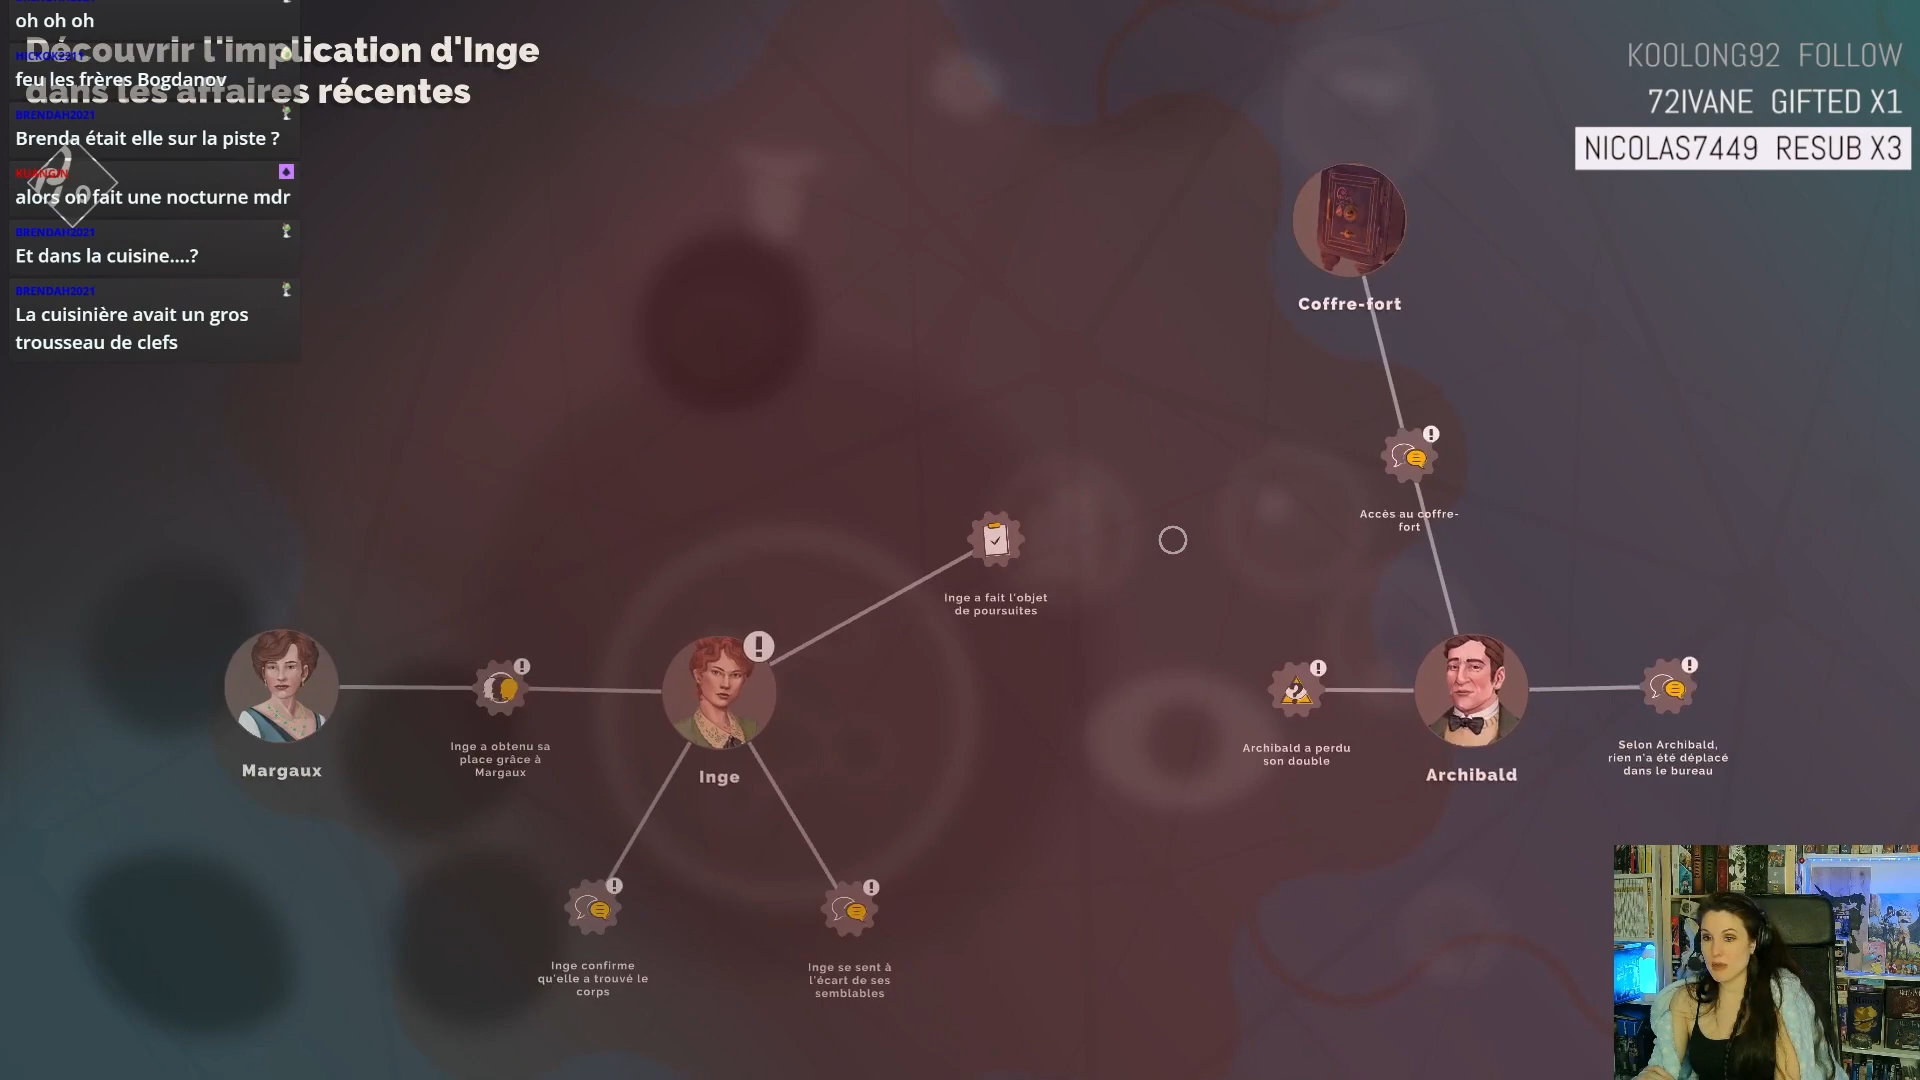 oh oh oh
Découvrir l'implication d'Inge
dans les affaires récentes
HICKOK2311
feu les frères Bogdanov
BRENDAH2021
Brenda était elle sur la piste ?
alors on fait une nocturne mdr
BRENDAH2021
Et dans la cuisine....?
BRENDAH2021
La cuisinière avait un gros
trousseau de clefs
KOOLONG92 FOLLOW
72IVANE GIFTED X1
NICOLAS7449 RESUB X3
Coffre-fort
Accès au coffre-
fort
Inge a fait l'objet
de poursuites
Margaux
Inge a obtenu sa
place grâce à
Margaux
Inge
Archibald a perdu
son double
Archibald
Selon Archibald,
rien n'a été déplacé
dans le bureau
Inge confirme
qu'elle a trouvé le
corps
Inge se sent à
l'écart de ses
semblables